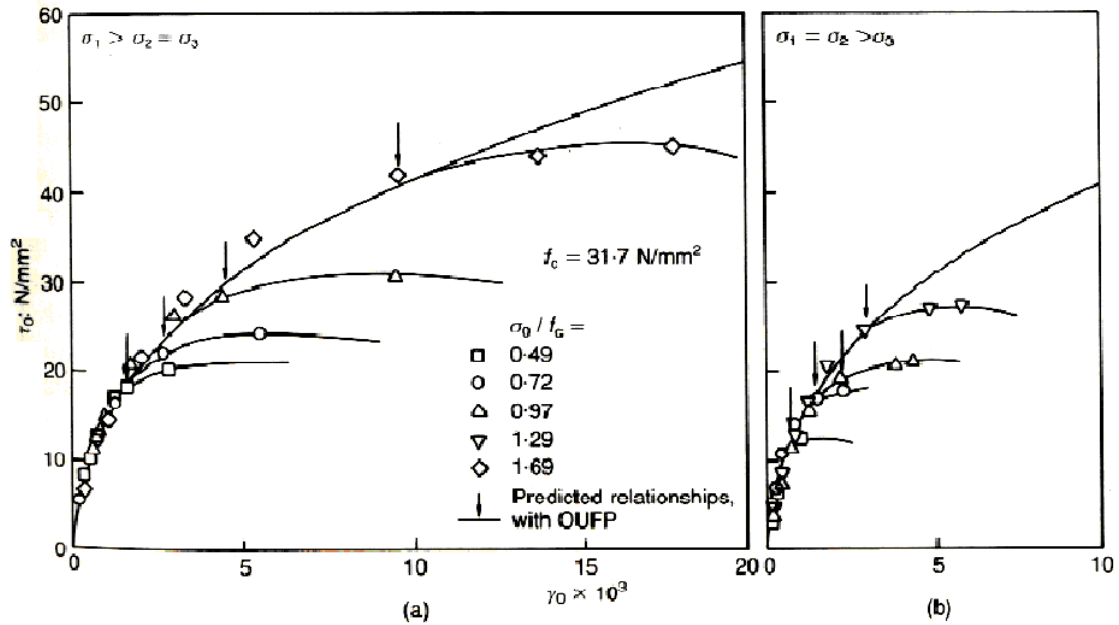 60
50
40
30
20
10
0
τ₀: N/mm²
σ₁ > σ₂ = σ₃
f_c = 31·7 N/mm²
σ₀ / f_G =
0·49
0·72
0·97
1·29
1·69
Predicted relationships,
with OUFP
0 5 10 15 20
γ₀ × 10³
(a)
σ₁ = σ₂ >σ₃
0 5 10
(b)